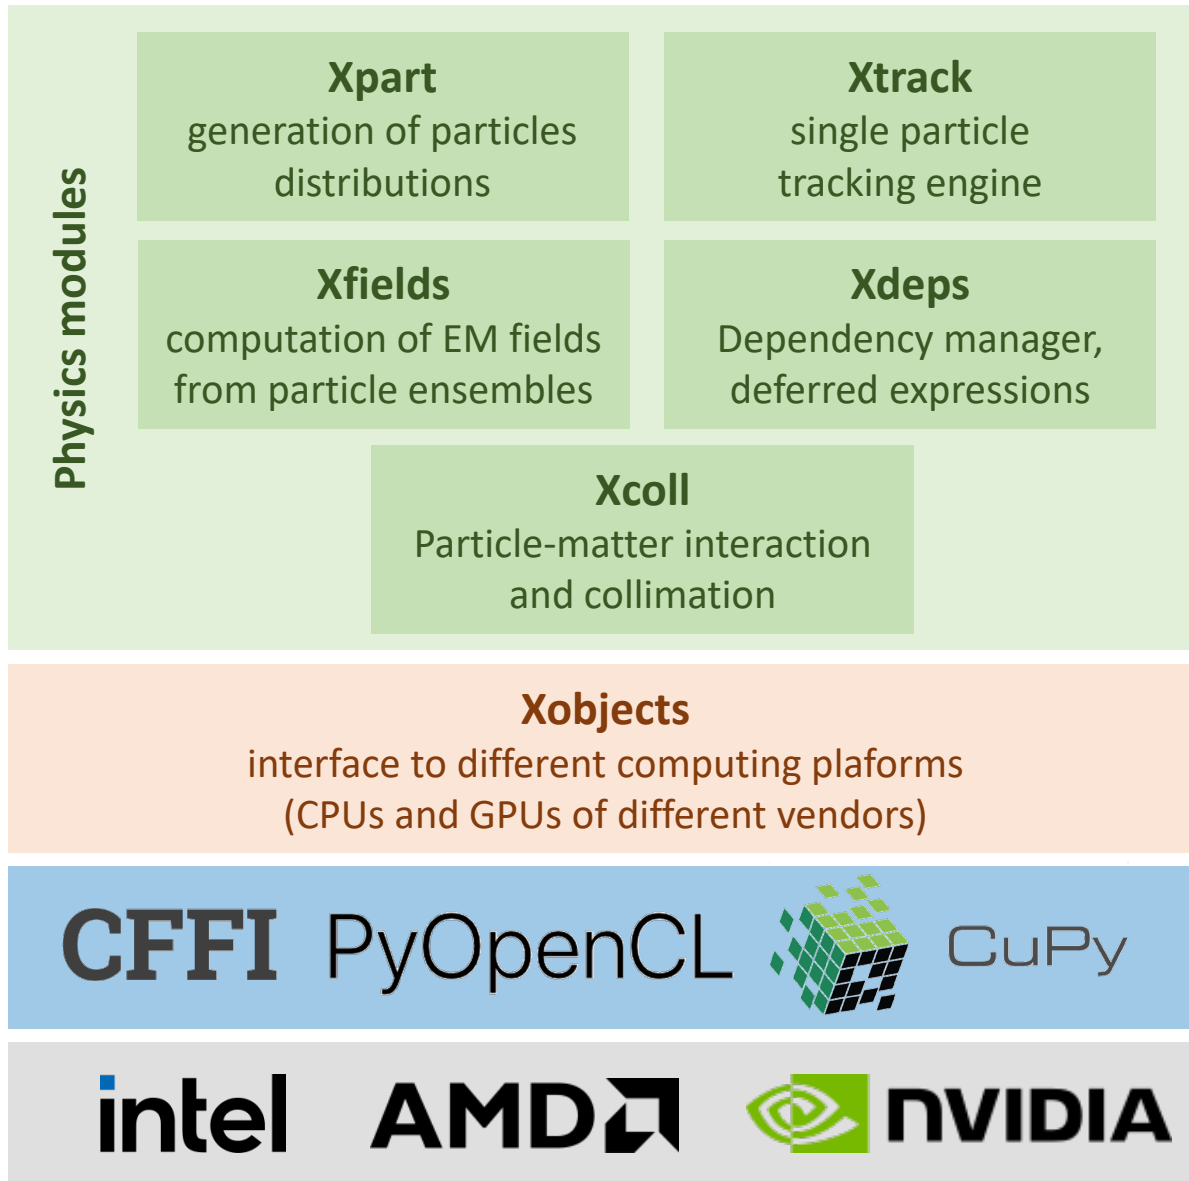 Physics modules
Xpart
generation of particles
distributions
Xtrack
single particle
tracking engine
Xfields
computation of EM fields
from particle ensembles
Xdeps
Dependency manager,
deferred expressions
Xcoll
Particle-matter interaction
and collimation
Xobjects
interface to different computing plaforms
(CPUs and GPUs of different vendors)
CFFI PyOpenCL CuPy
intel AMD NVIDIA